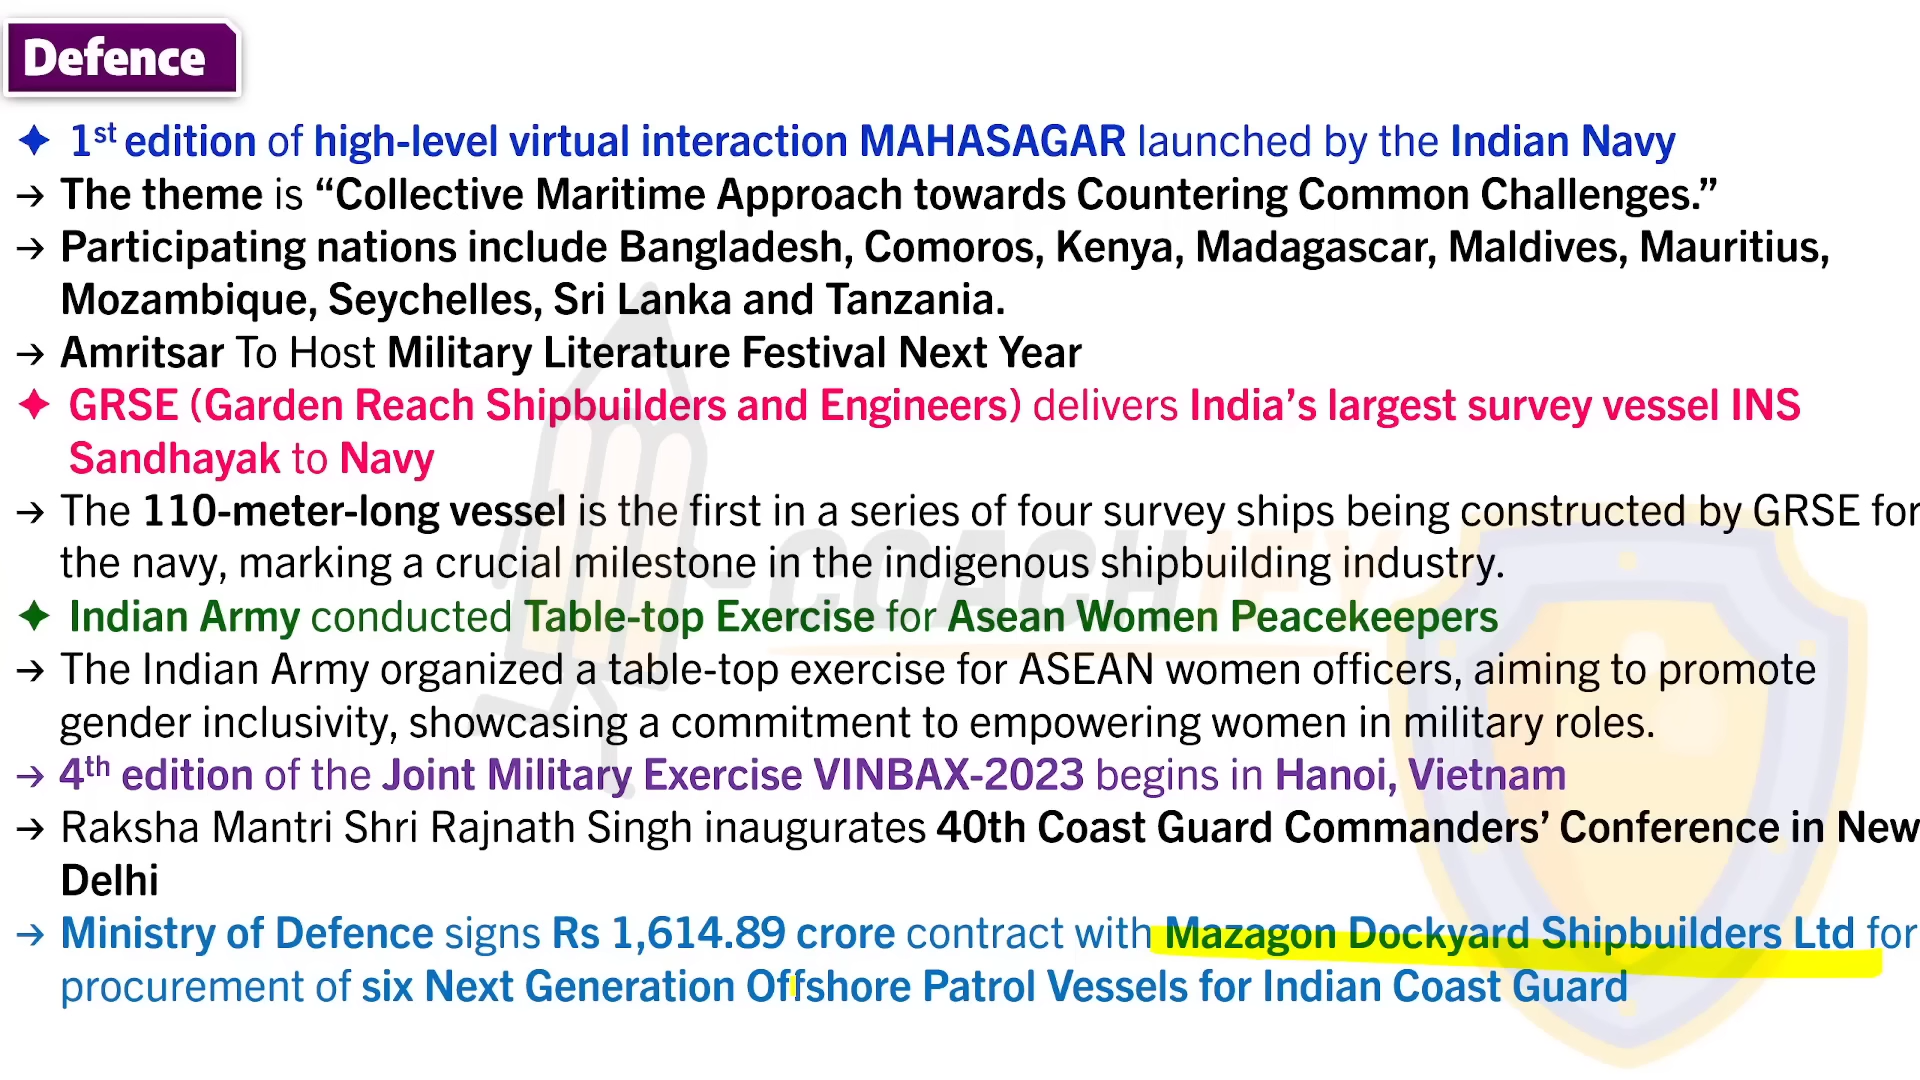 Defence
✦ 1st edition of high-level virtual interaction MAHASAGAR launched by the Indian Navy
→ The theme is “Collective Maritime Approach towards Countering Common Challenges.”
→ Participating nations include Bangladesh, Comoros, Kenya, Madagascar, Maldives, Mauritius,
Mozambique, Seychelles, Sri Lanka and Tanzania.
→ Amritsar To Host Military Literature Festival Next Year
✦ GRSE (Garden Reach Shipbuilders and Engineers) delivers India’s largest survey vessel INS
Sandhayak to Navy
→ The 110-meter-long vessel is the first in a series of four survey ships being constructed by GRSE for
the navy, marking a crucial milestone in the indigenous shipbuilding industry.
COACHIFY
✦ Indian Army conducted Table-top Exercise for Asean Women Peacekeepers
→ The Indian Army organized a table-top exercise for ASEAN women officers, aiming to promote
gender inclusivity, showcasing a commitment to empowering women in military roles.
→ 4th edition of the Joint Military Exercise VINBAX-2023 begins in Hanoi, Vietnam
→ Raksha Mantri Shri Rajnath Singh inaugurates 40th Coast Guard Commanders’ Conference in New
Delhi
→ Ministry of Defence signs Rs 1,614.89 crore contract with Mazagon Dockyard Shipbuilders Ltd for
procurement of six Next Generation Offshore Patrol Vessels for Indian Coast Guard